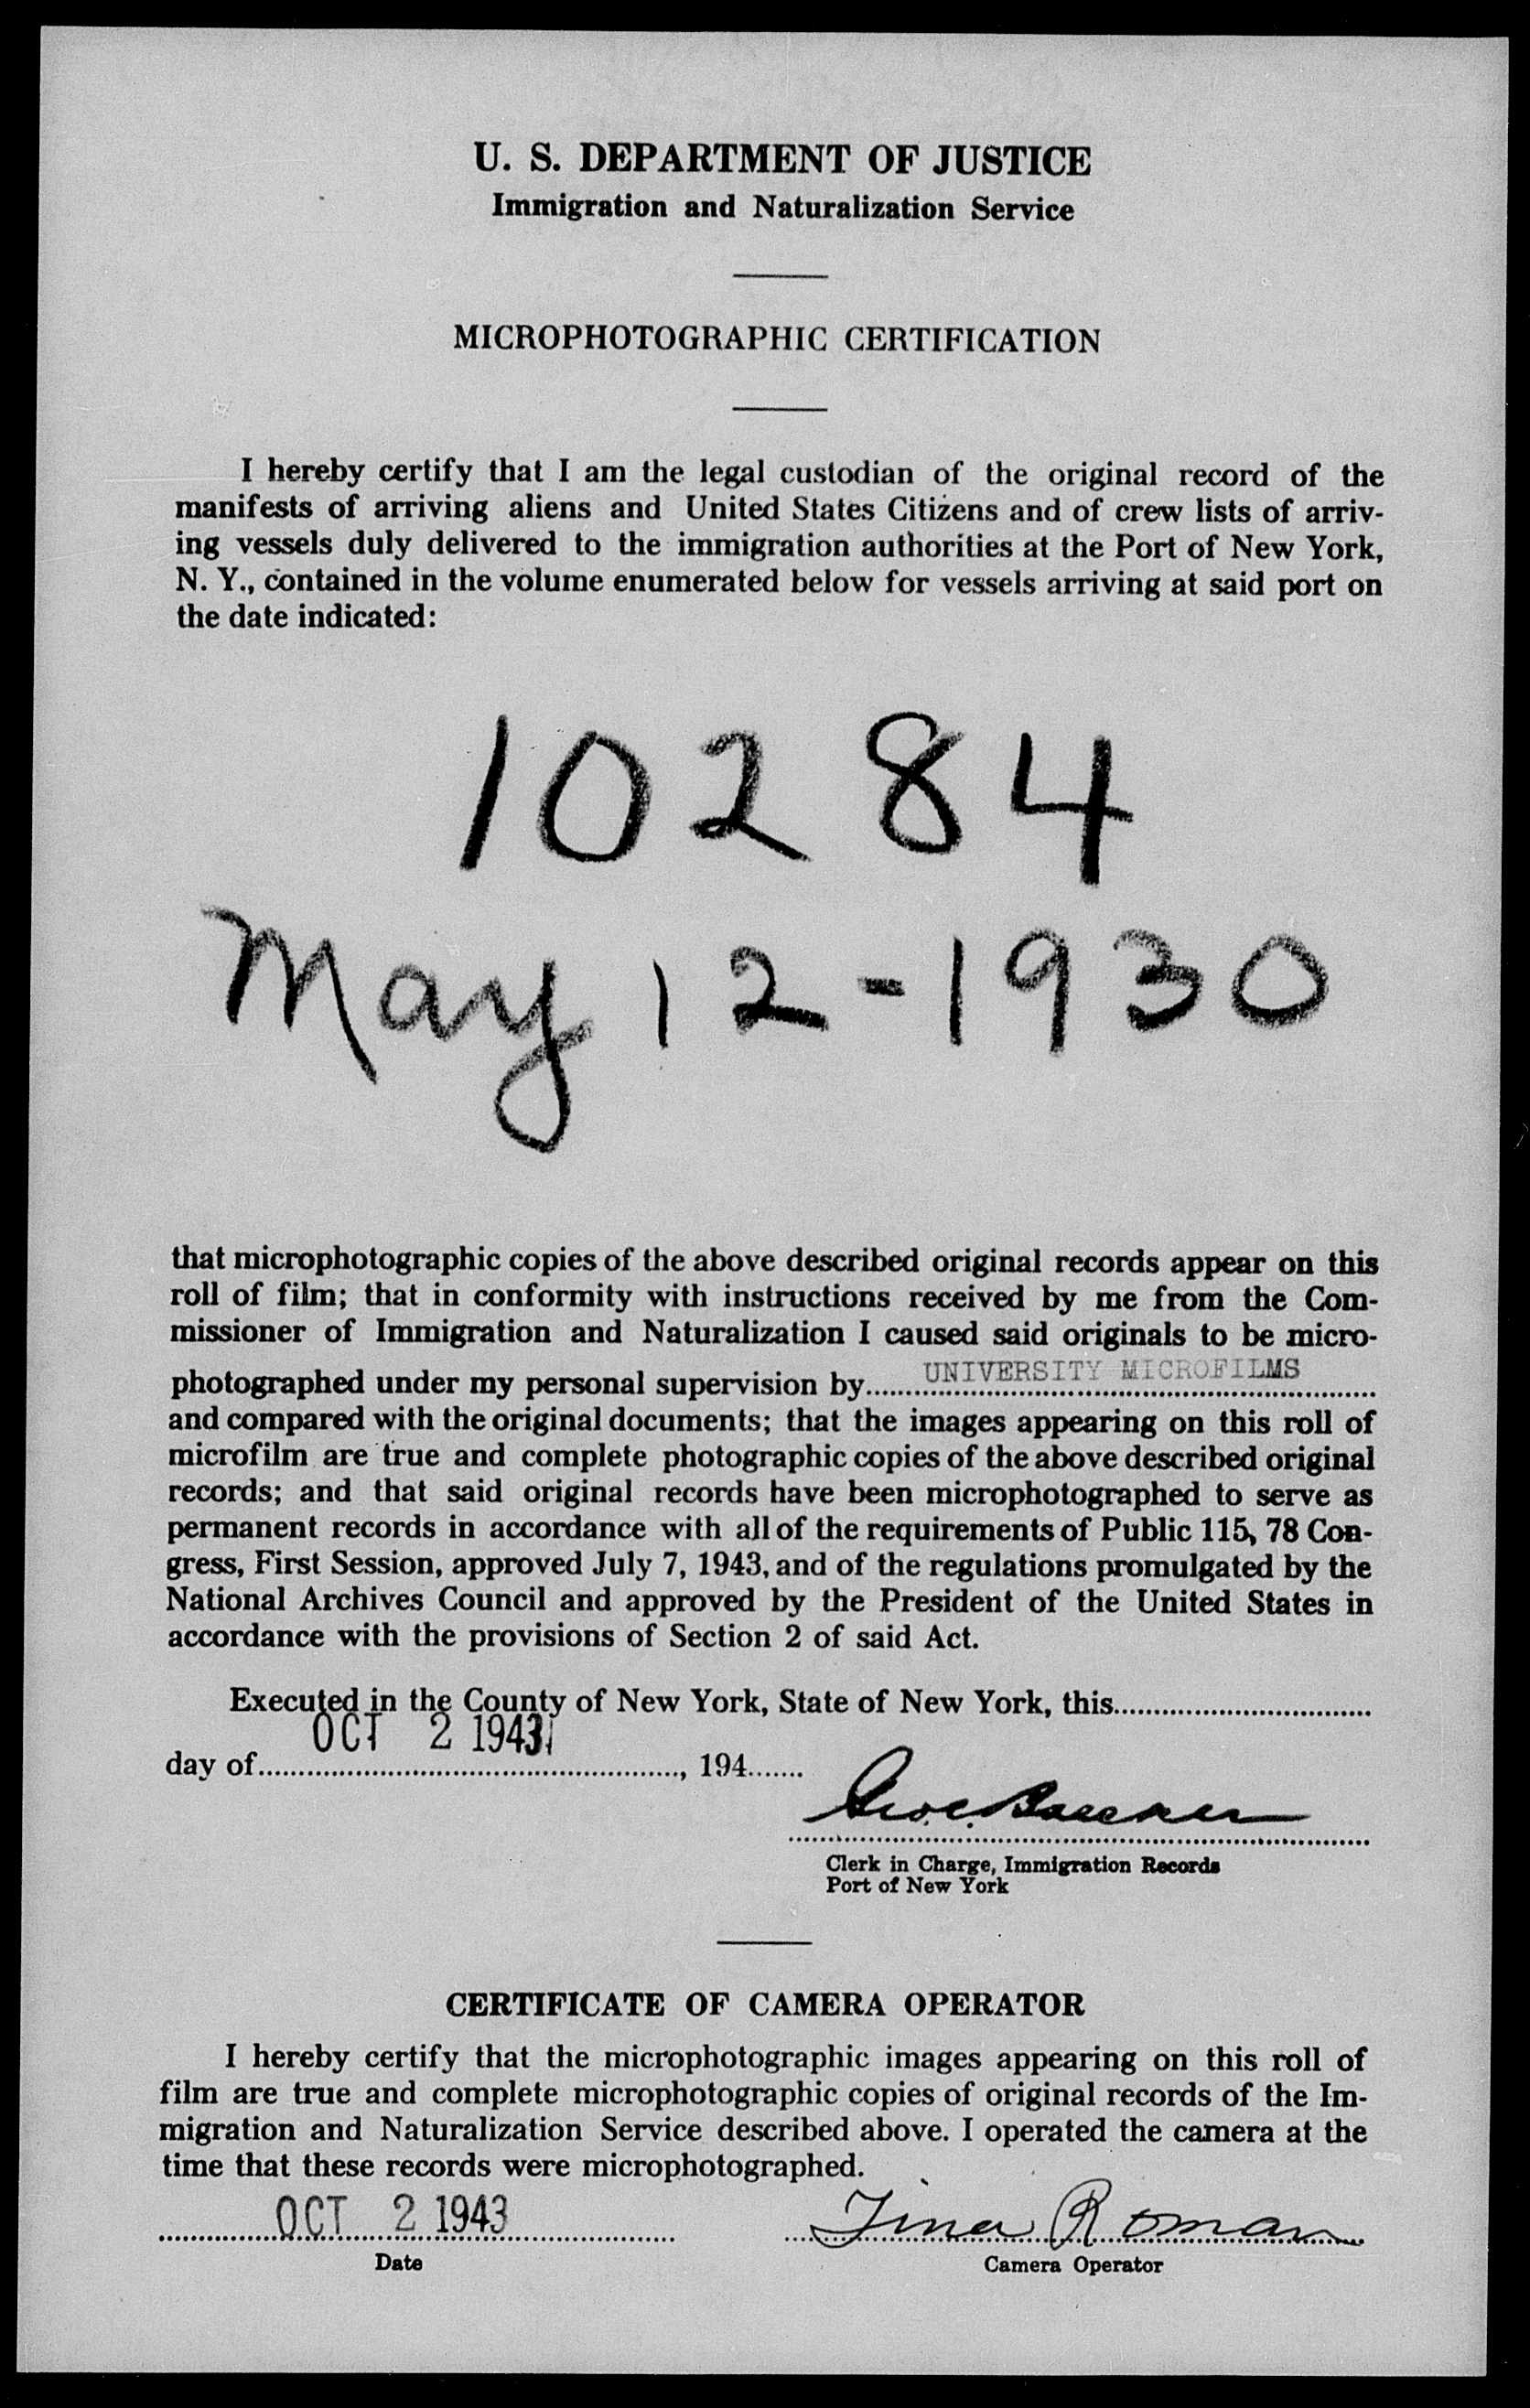 U. S. DEPARTMENT OF JUSTICE
Immigration and Naturalization Service
MICROPHOTOGRAPHIC CERTIFICATION
I hereby certify that I am the legal custodian of the original record of the
manifests of arriving aliens and United States Citizens and of crew lists of arriv-
ing vessels duly delivered to the immigration authorities at the Port of New York,
N. Y., contained in the volume enumerated below for vessels arriving at said port on
the date indicated:
10284
May 12-1930
that microphotographic copies of the above described original records appear on this
roll of film; that in conformity with instructions received by me from the Com-
missioner of Immigration and Naturalization I caused said originals to be micro-
photographed under my personal supervision by UNIVERSITY MICROFILMS
and compared with the original documents; that the images appearing on this roll of
microfilm are true and complete photographic copies of the above described original
records; and that said original records have been microphotographed to serve as
permanent records in accordance with all of the requirements of Public 115, 78 Con-
gress, First Session, approved July 7, 1943, and of the regulations promulgated by the
National Archives Council and approved by the President of the United States in
accordance with the provisions of Section 2 of said Act.
Executed in the County of New York, State of New York, this
OCT 2 1943
day of , 194
Clerk in Charge, Immigration Records
Port of New York
CERTIFICATE OF CAMERA OPERATOR
I hereby certify that the microphotographic images appearing on this roll of
film are true and complete microphotographic copies of original records of the Im-
migration and Naturalization Service described above. I operated the camera at the
time that these records were microphotographed.
OCT 2 1943 Tina Roman
Date Camera Operator